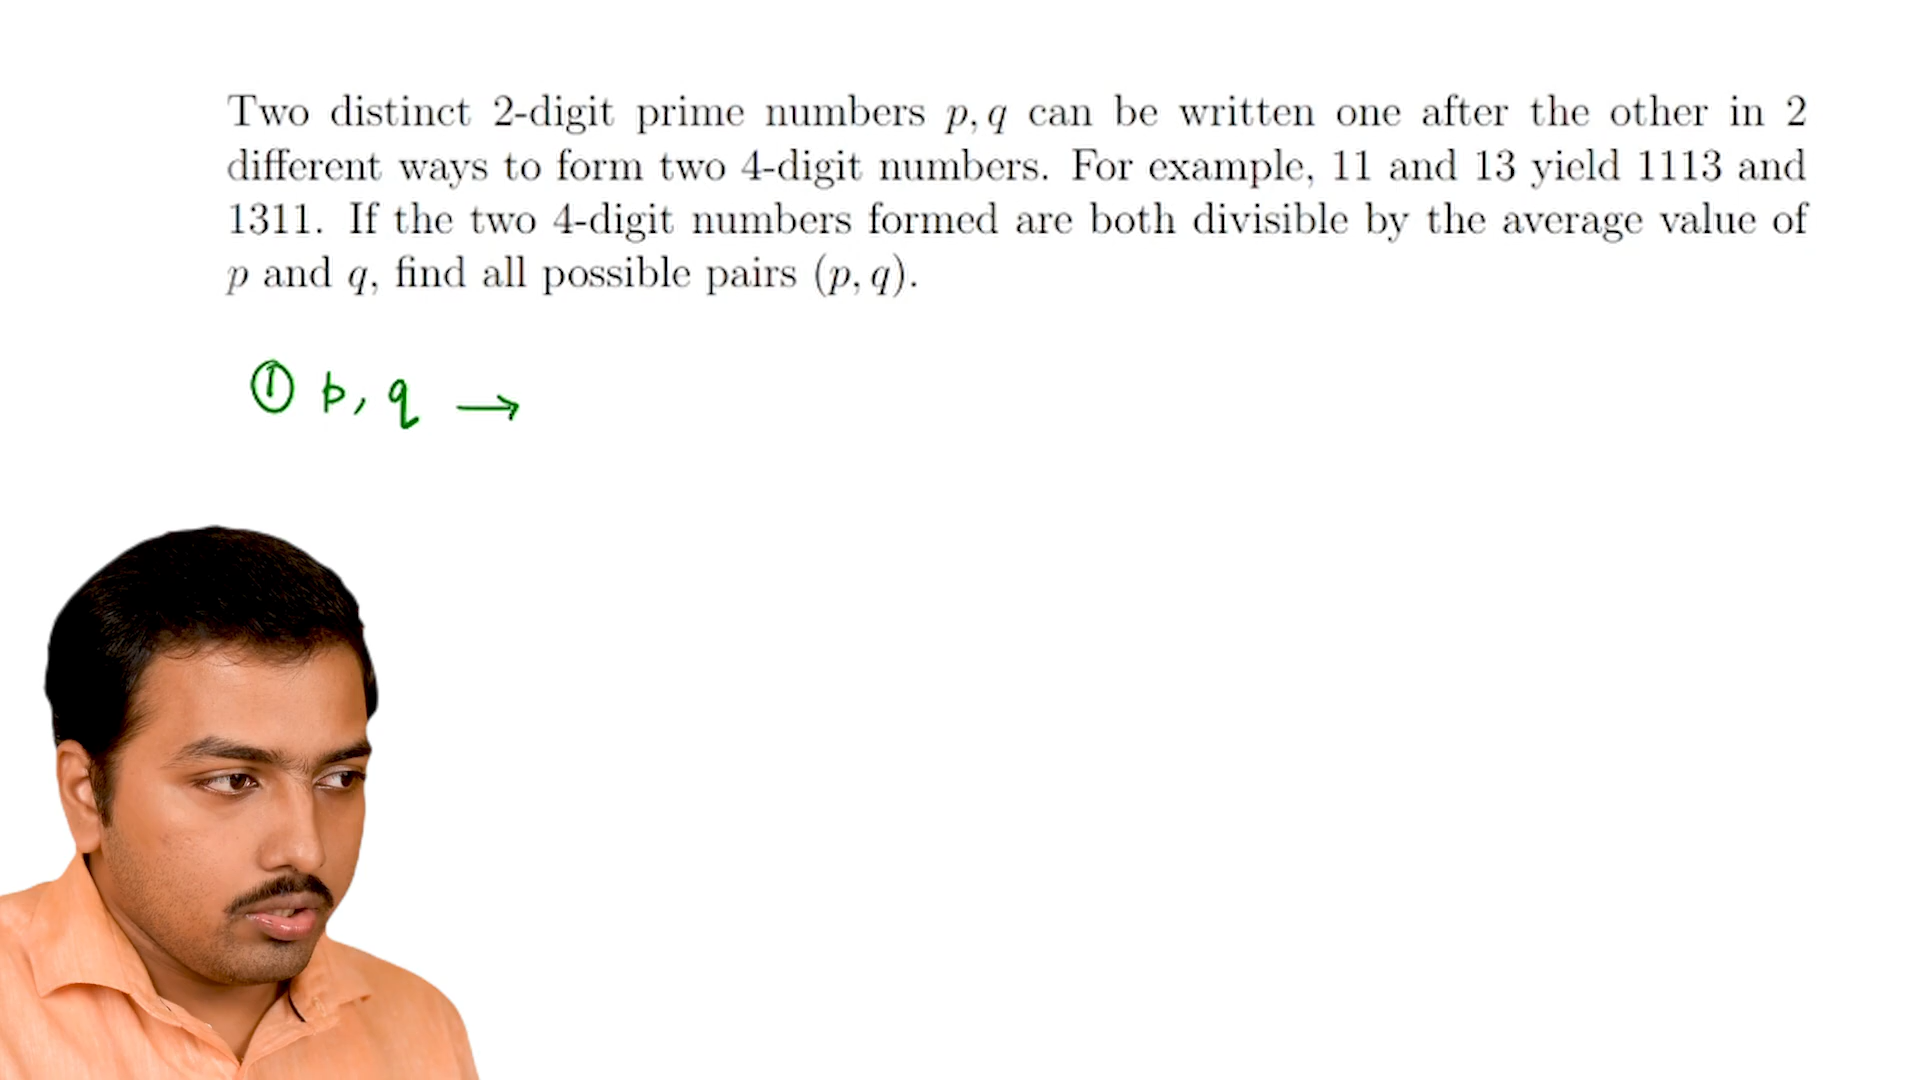 Two distinct 2-digit prime numbers p, q can be written one after the other in 2
different ways to form two 4-digit numbers. For example, 11 and 13 yield 1113 and
1311. If the two 4-digit numbers formed are both divisible by the average value of
p and q, find all possible pairs (p, q).
① p, q →